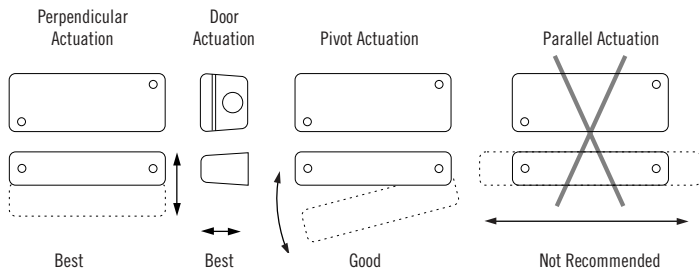 Perpendicular
Actuation
Door
Actuation
Pivot Actuation
Parallel Actuation
Best
Best
Good
Not Recommended